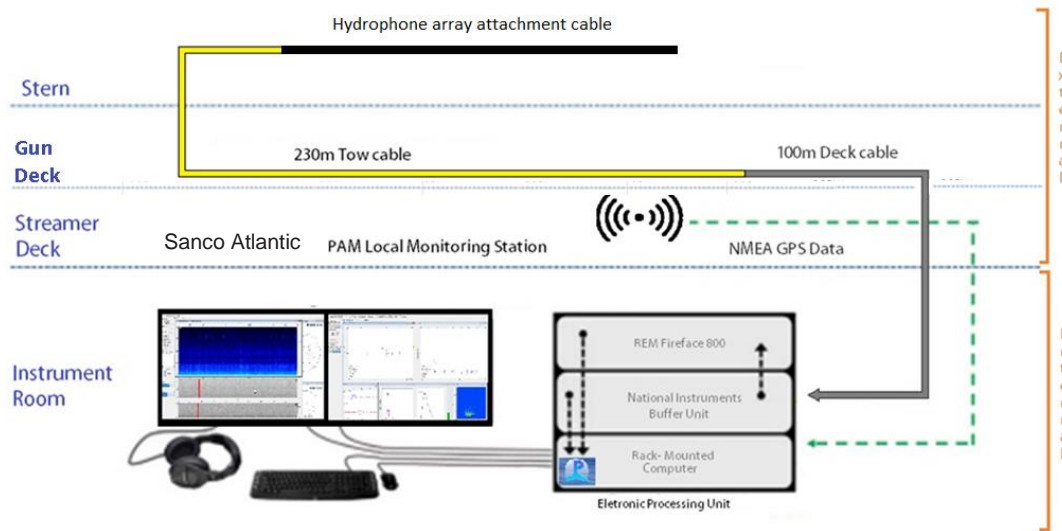 Hydrophone array attachment cable
Stern
Gun
Deck
230m Tow cable
100m Deck cable
Streamer
Deck
Sanco Atlantic
PAM Local Monitoring Station
NMEA GPS Data
Instrument
Room
REM Fireface 800
National Instruments
Buffer Unit
Rack- Mounted
Computer
P
Eletronic Processing Unit